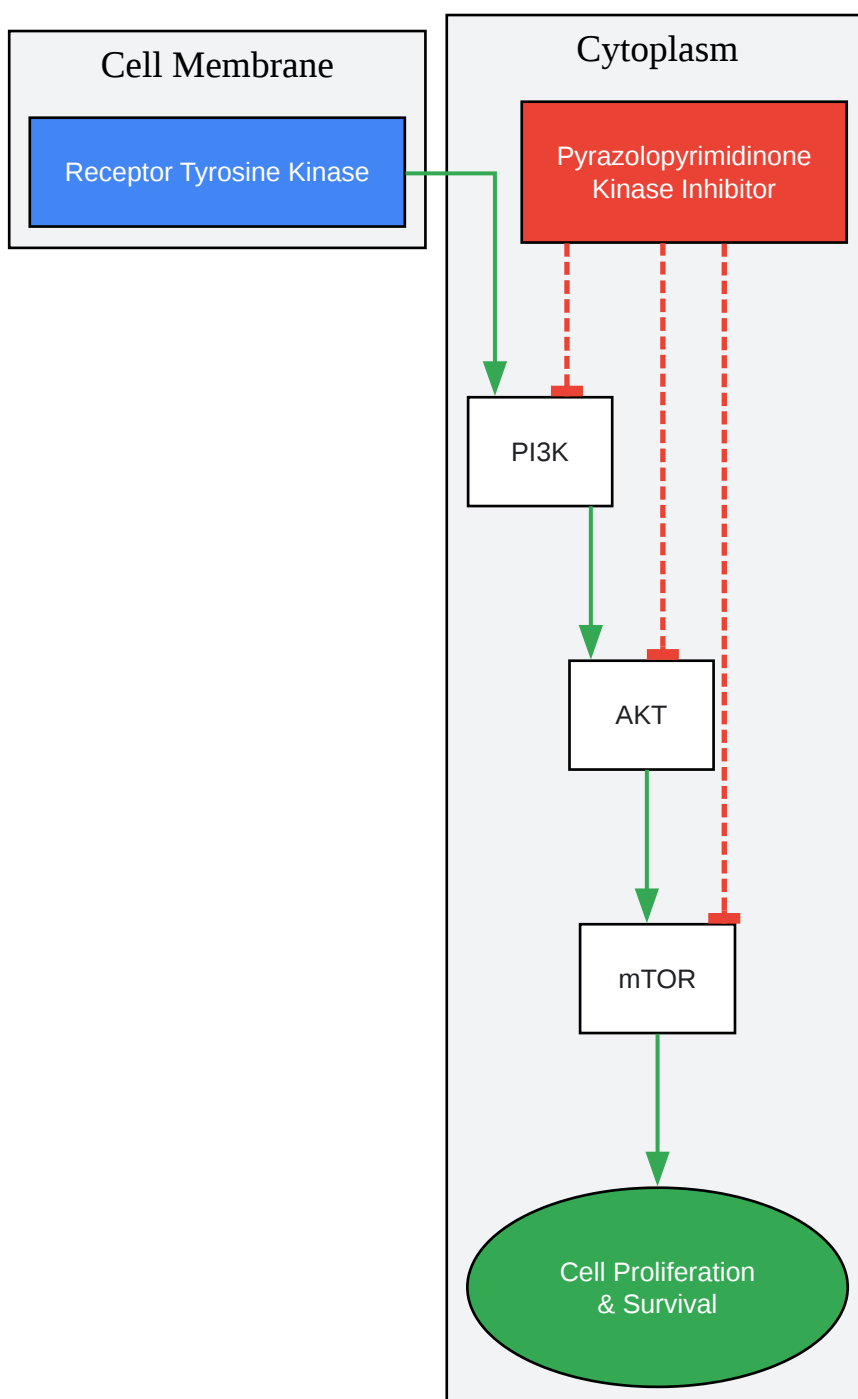 Cell Membrane
Receptor Tyrosine Kinase
Cytoplasm
Pyrazolopyrimidinone
Kinase Inhibitor
PI3K
AKT
mTOR
Cell Proliferation
& Survival